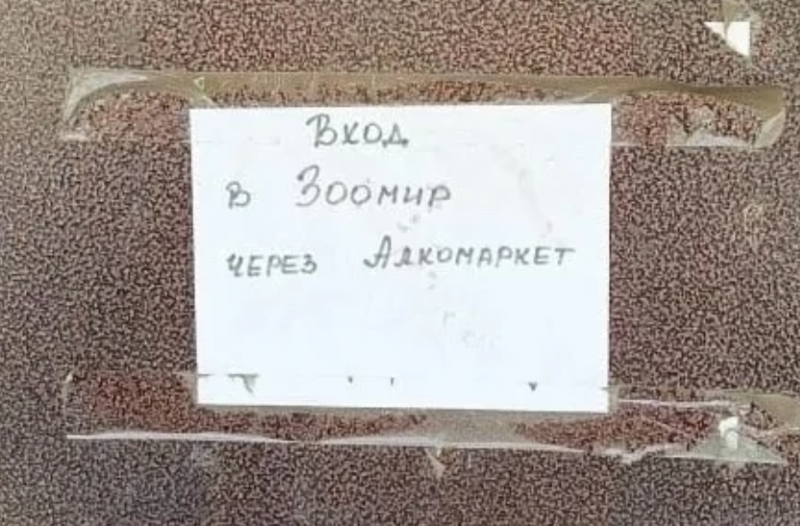 Вход
в Зоомир
через Алкомаркет